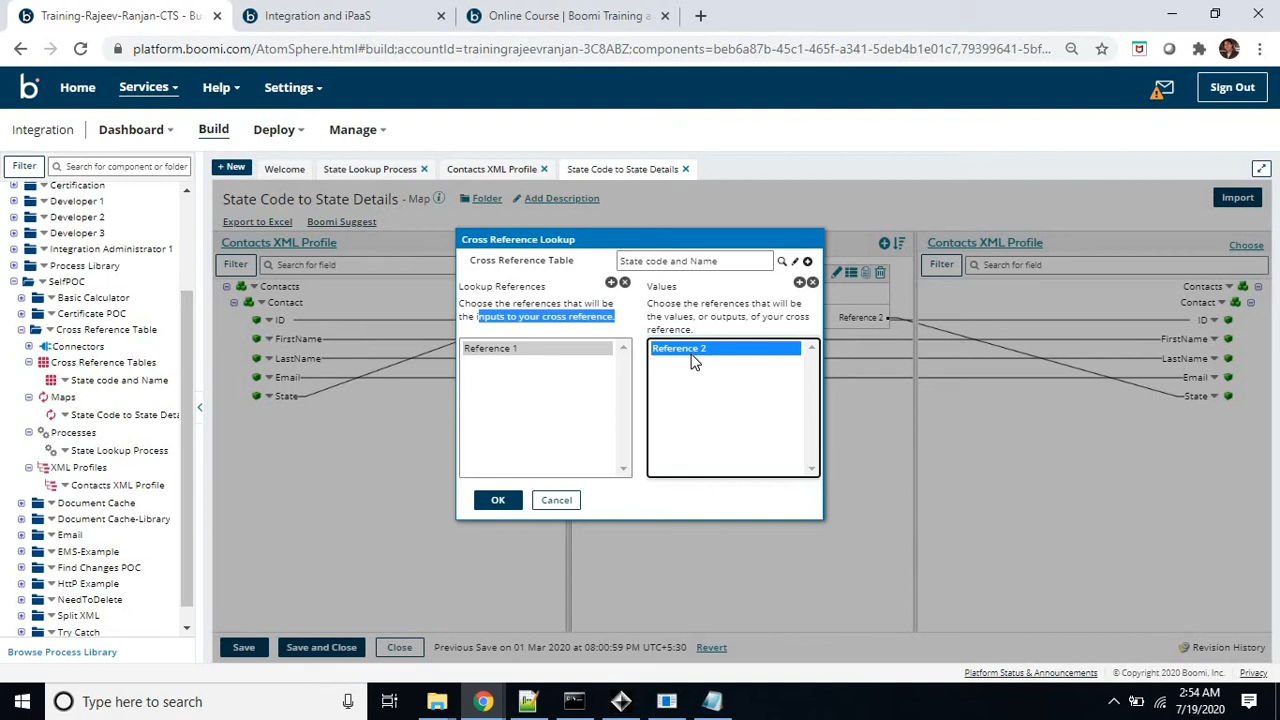 Training-Rajeev-Ranjan-CTS - Bu
Integration and iPaaS
Online Course | Boomi Training a
platform.boomi.com/AtomSphere.html#build;accountId=trainingrajeevranjan-3C8ABZ;components=beb6a87b-45c1-465f-a341-5deb4b1e01c7,79399541-5bf...
Home
Services
Help
Settings
Sign Out
Integration
Dashboard
Build
Deploy
Manage
Filter
Search for component or folder
+ New
Welcome
State Lookup Process
Contacts XML Profile
State Code to State Details
Certification
Developer 1
Developer 2
Developer 3
Integration Administrator 1
Process Library
SelfPOC
Basic Calculator
Certificate POC
Cross Reference Table
Connectors
Cross Reference Tables
State code and Name
Maps
State Code to State Deta
Processes
State Lookup Process
XML Profiles
Contacts XML Profile
Document Cache
Document Cache-Library
Email
EMS-Example
Find Changes POC
HttP Example
NeedToDelete
Split XML
Try Catch
Browse Process Library
State Code to State Details - Map
Folder
Add Description
Import
Export to Excel
Boomi Suggest
Contacts XML Profile
Filter
Search for field
Contacts
Contact
ID
FirstName
LastName
Email
State
Cross Reference Lookup
Cross Reference Table
State code and Name
Lookup References
Choose the references that will be
the inputs to your cross reference.
Reference 1
Values
Choose the references that will be
the values, or outputs, of your cross
reference.
Reference 2
OK
Cancel
Reference 2
Contacts XML Profile
Choose
Filter
Search for field
Contacts
Contact
ID
FirstName
LastName
Email
State
Save
Save and Close
Close
Previous Save on 01 Mar 2020 at 08:00:59 PM UTC+5:30
Revert
Revision History
Platform Status & Announcements
© Copyright 2020 Boomi, Inc.
Privacy
Type here to search
2:54 AM
7/19/2020